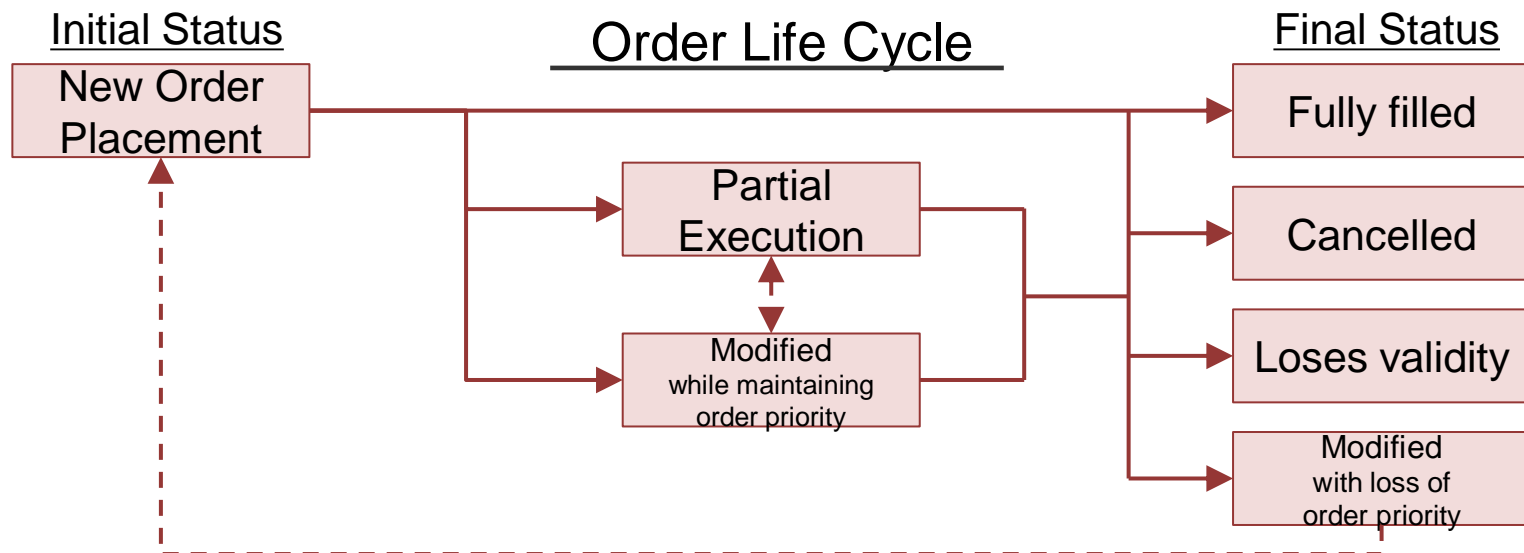 Initial Status
Order Life Cycle
Final Status
New Order
Placement
Fully filled
Partial
Execution
Cancelled
Modified
while maintaining
order priority
Loses validity
Modified
with loss of
order priority